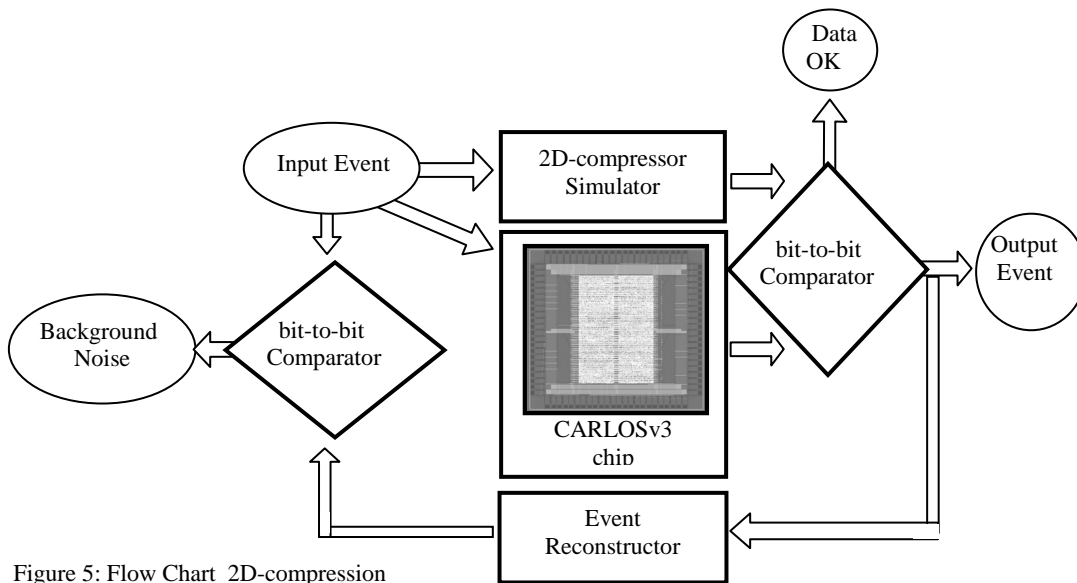 Data
OK
Input Event
2D-compressor
Simulator
bit-to-bit
Comparator
Output
Event
Background
Noise
bit-to-bit
Comparator
CARLOSv3
chip
Event
Reconstructor
Figure 5: Flow Chart 2D-compression